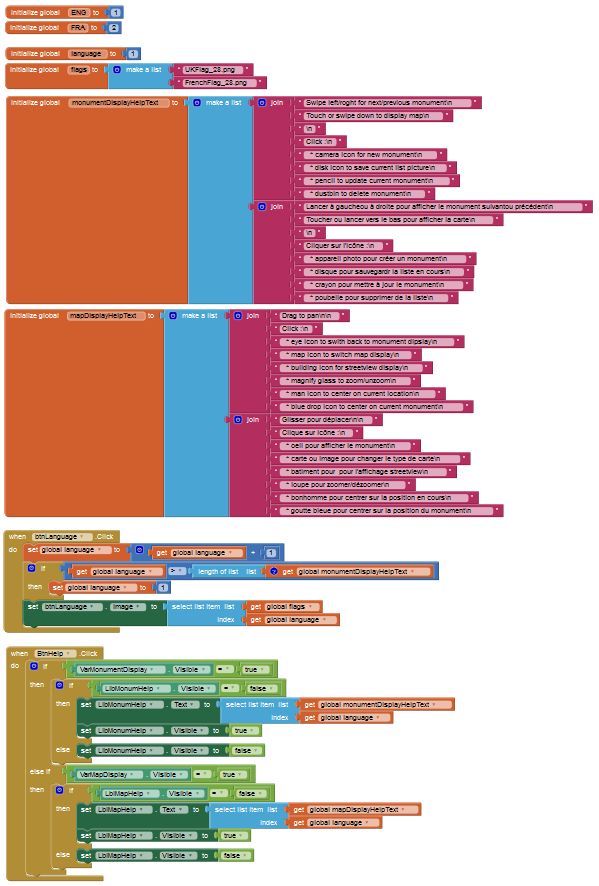 initialize global ENG to 1
initialize global FRA to 2
initialize global language to 1
initialize global flags to make a list " UKFlag_28.png "
" FrenchFlag_28.png "
initialize global monumentDisplayHelpText to make a list join " Swipe left/roght for next/previous monument\n "
" Touch or swipe down to display map\n "
" \n "
" Click :\n "
" * camera icon for new monument\n "
" * disk icon to save current list picture\n "
" * pencil to update current monument\n "
" * dustbin to delete monument\n "
join " Lancer à gaucheou à droite pour afficher le monument suivantou précédent\n "
" Toucher ou lancer vers le bas pour afficher la carte\n "
" \n "
" Cliquer sur l'icône :\n "
" * appareil photo pour créer un monument\n "
" * disque pour sauvegardr la liste en cours\n "
" * crayon pour mettre à jour le monument\n "
" * poubelle pour supprimer de la liste\n "
initialize global mapDisplayHelpText to make a list join " Drag to pan\n\n "
" Click :\n "
" * eye icon to swith back to monument dipslay\n "
" * map icon to switch map display\n "
" * building icon for streetview display\n "
" * magnify glass to zoom/unzoom\n "
" * man icon to center on current location\n "
" * blue drop icon to center on current monument\n "
join " Glisser pour déplacer\n\n "
" Clique sur icône :\n "
" * oeil pour afficher le monument\n "
" * carte ou image pour changer le type de carte\n "
" * batiment pour pour l'affichage streetview\n "
" * loupe pour zoomer/dézoomer\n "
" * bonhomme pour centrer sur la position en cours\n "
" * goutte bleue pour centrer sur la position du monument\n "
when btnLanguage .Click
do set global language to get global language + 1
if get global language > length of list list get global monumentDisplayHelpText
then set global language to 1
set btnLanguage . Image to select list item list get global flags
index get global language
when BtnHelp .Click
do if VarMonumentDisplay . Visible = true
then if LblMonumHelp . Visible = false
then set LblMonumHelp . Text to select list item list get global monumentDisplayHelpText
index get global language
set LblMonumHelp . Visible to true
else set LblMonumHelp . Visible to false
else if VarMapDisplay . Visible = true
then if LblMapHelp . Visible = false
then set LblMapHelp . Text to select list item list get global mapDisplayHelpText
index get global language
set LblMapHelp . Visible to true
else set LblMapHelp . Visible to false